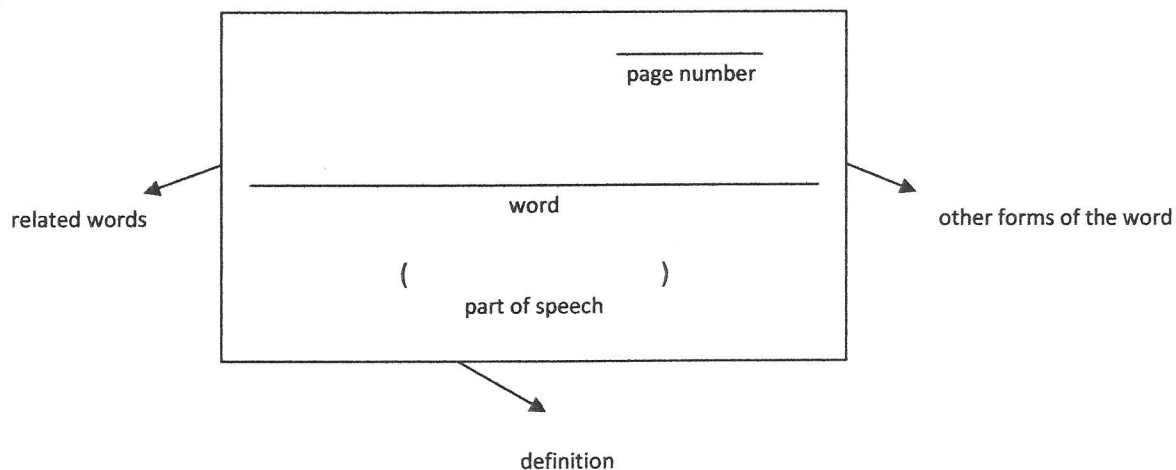 page number
word
related words
other forms of the word
( )
part of speech
definition